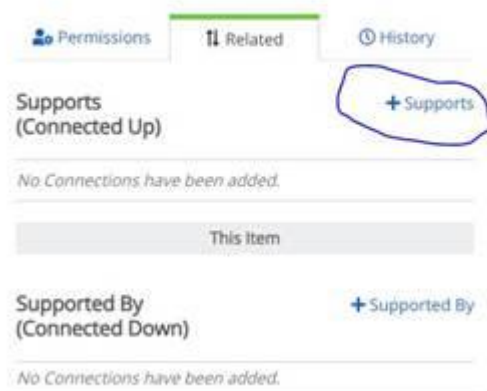 Permissions Related History
Supports + Supports
(Connected Up)
No Connections have been added.
This Item
Supported By + Supported By
(Connected Down)
No Connections have been added.